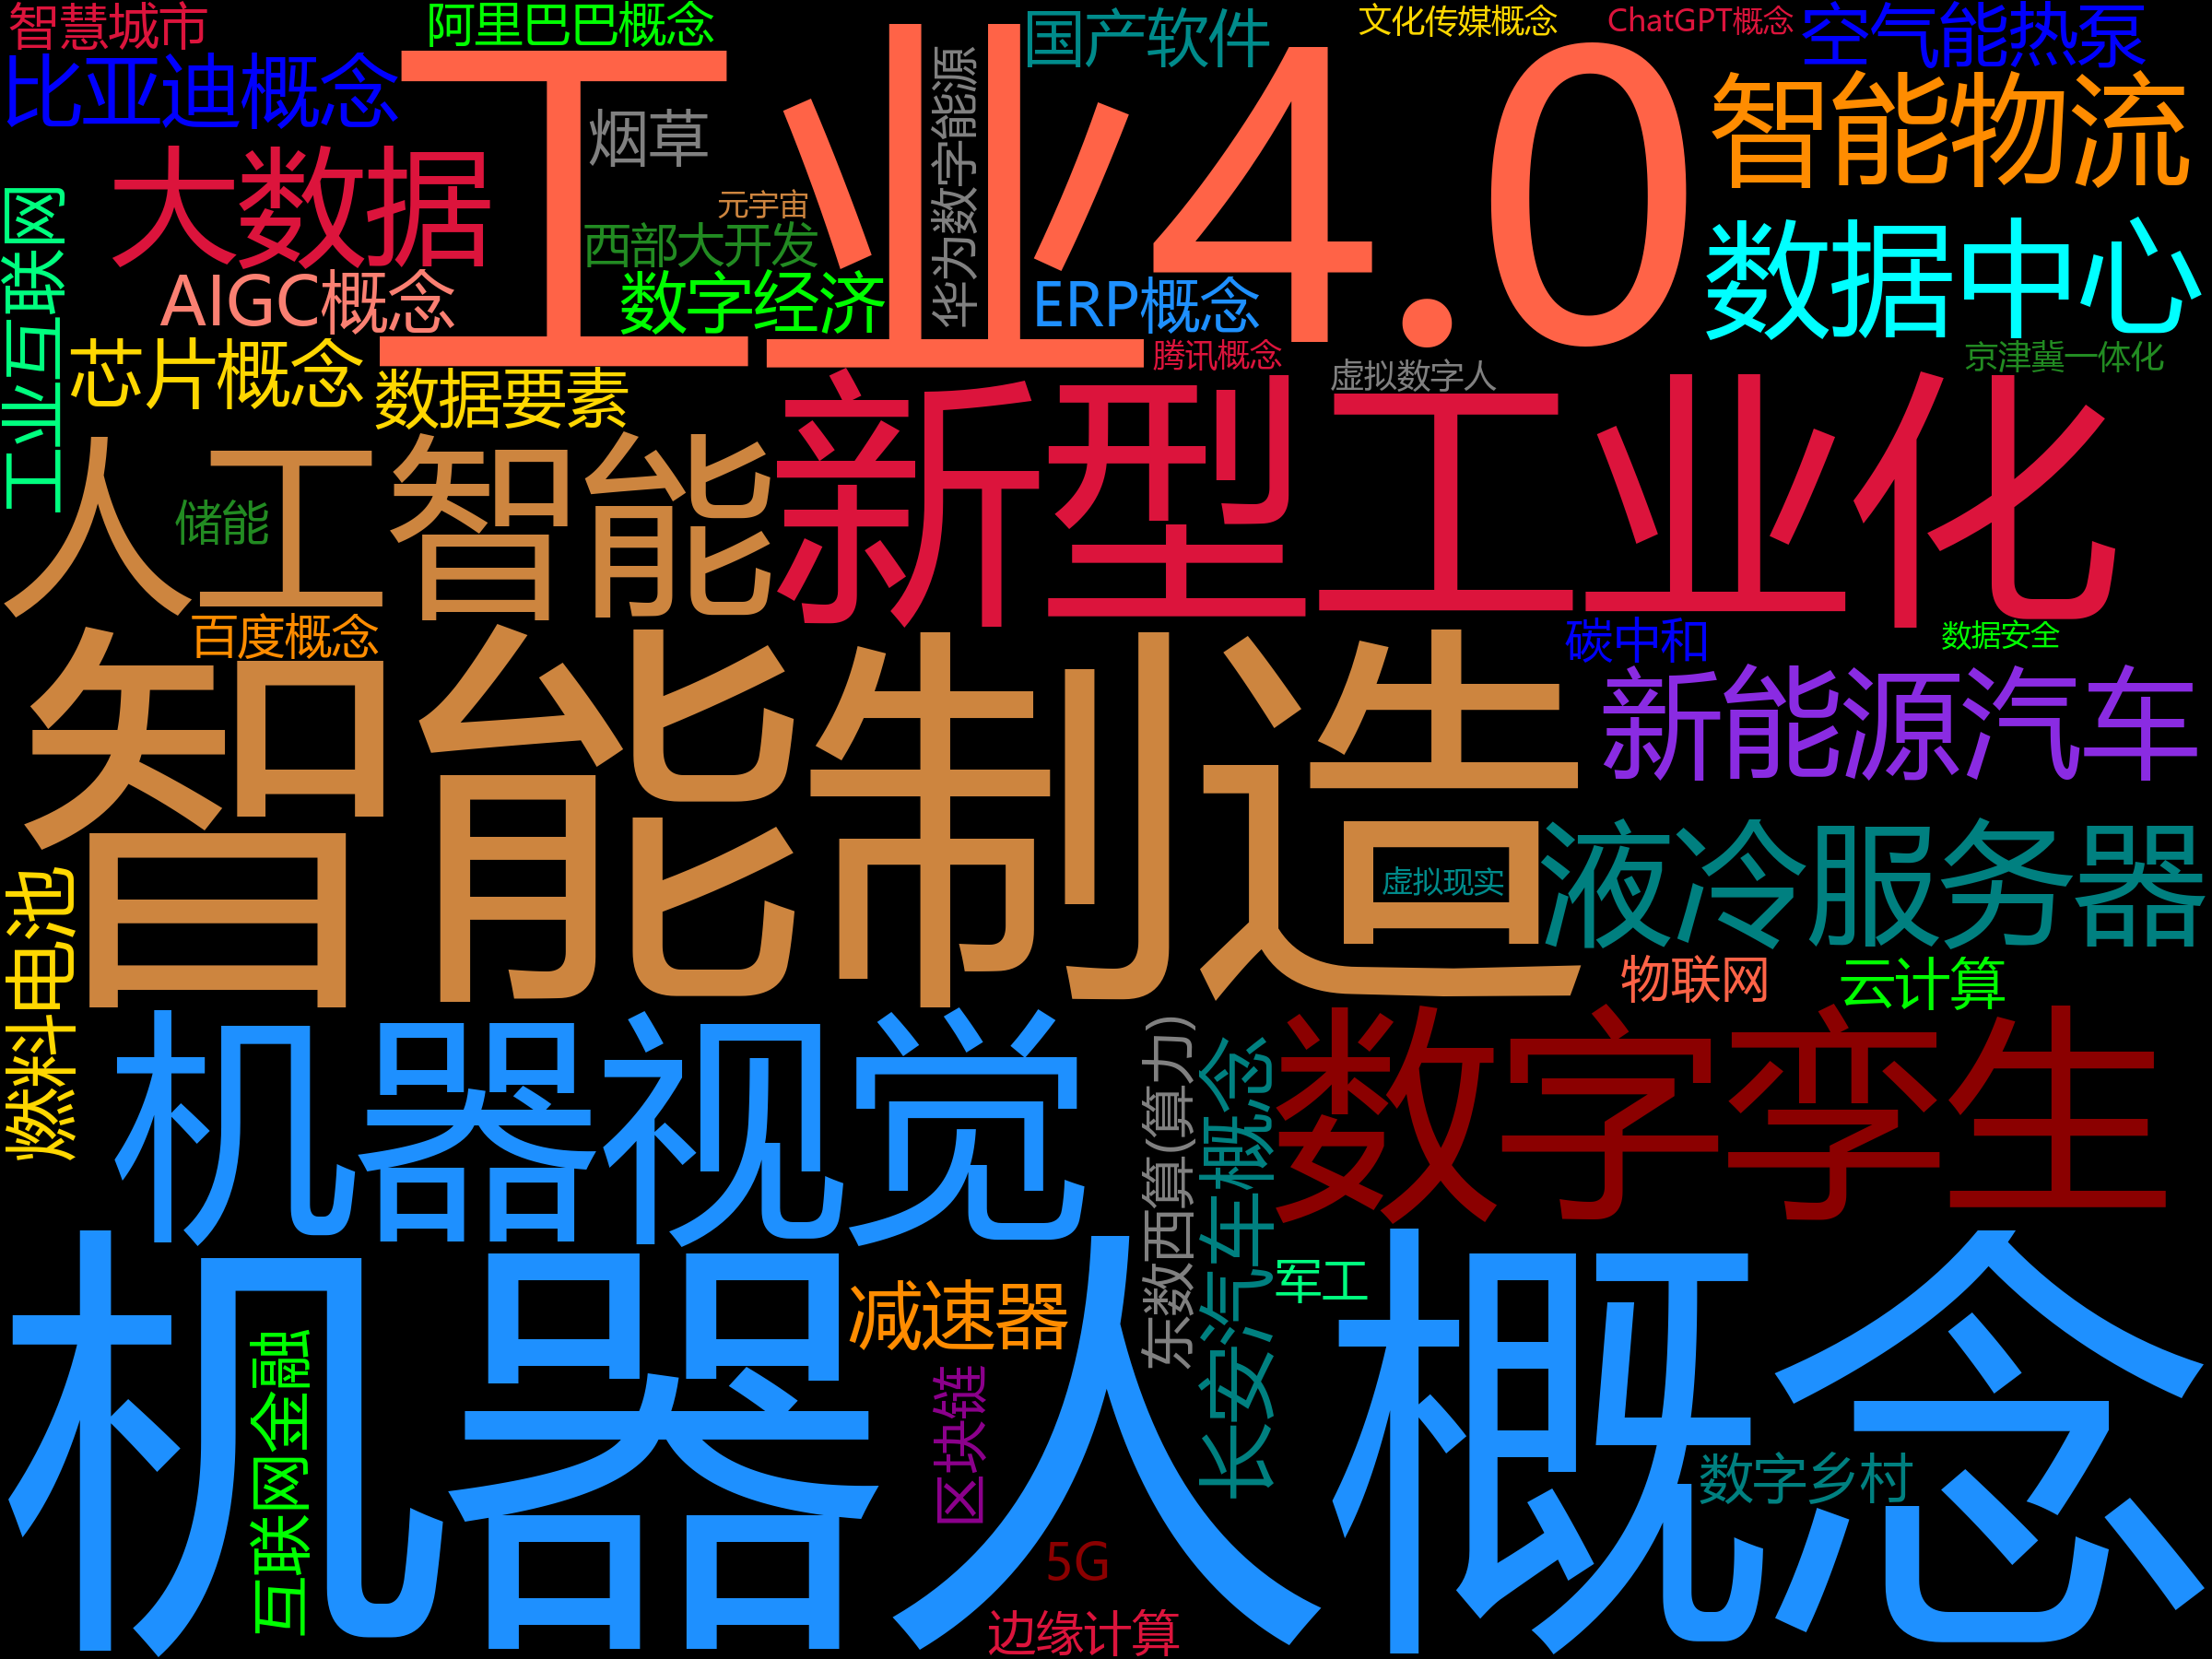 智慧城市
阿里巴巴概念
国产软件
文化传媒概念
ChatGPT概念
空气能热泵
比亚迪概念
工业4.0
智能物流
烟草
华为数字能源
大数据
元宇宙
西部大开发
数据中心
工业互联网
AIGC概念
数字经济
ERP概念
芯片概念
数据要素
腾讯概念
虚拟数字人
京津冀一体化
人工智能
新型工业化
储能
百度概念
碳中和
数据安全
智能制造
新能源汽车
液冷服务器
虚拟现实
燃料电池
物联网
云计算
机器视觉
东数西算(算力)
长安汽车概念
数字孪生
机器人概念
减速器
军工
互联网金融
区块链
数字乡村
5G
边缘计算